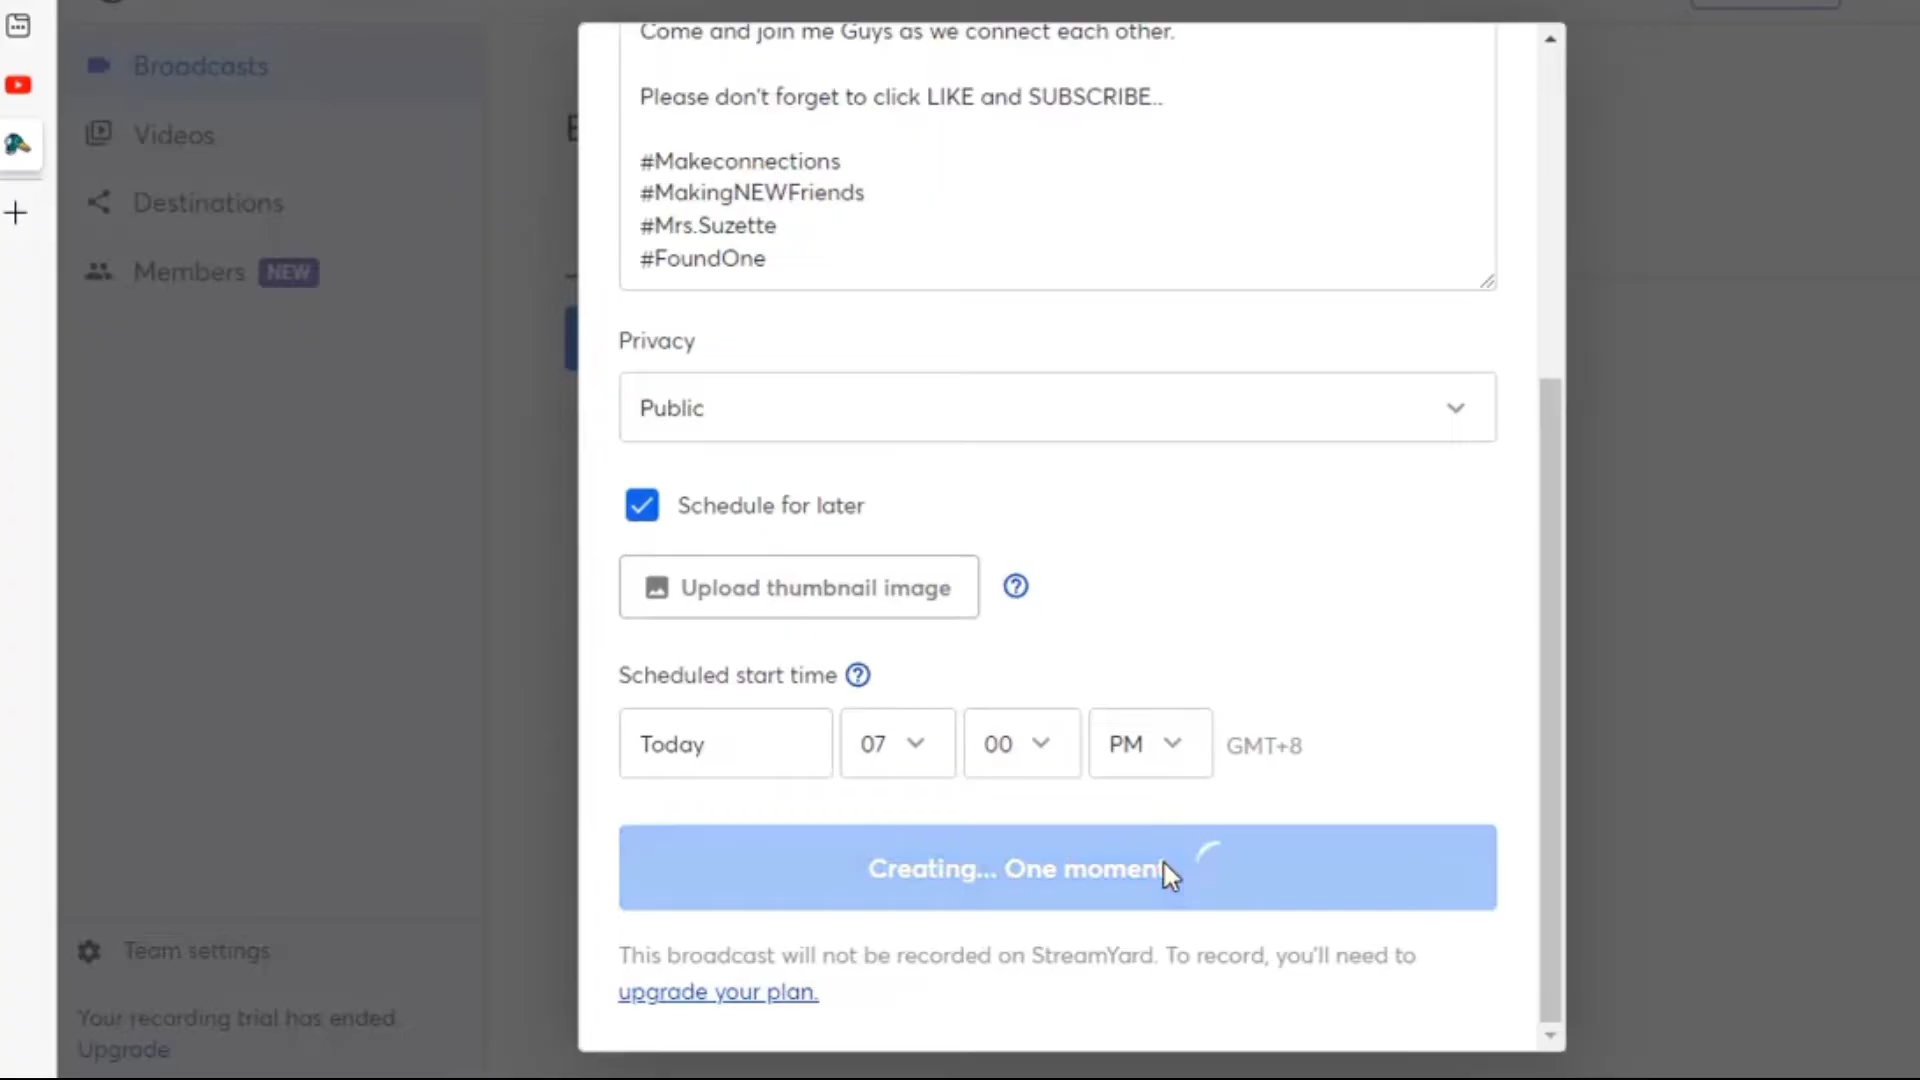 Broadcasts
Videos
Destinations
Members NEW
Team settings
Your recording trial has ended.
Upgrade
Come and join me Guys as we connect each other.
Please don't forget to click LIKE and SUBSCRIBE..
#Makeconnections
#MakingNEWFriends
#Mrs.Suzette
#FoundOne
Privacy
Public
Schedule for later
Upload thumbnail image
Scheduled start time
Today 07 00 PM GMT+8
Creating... One moment
This broadcast will not be recorded on StreamYard. To record, you'll need to
upgrade your plan.